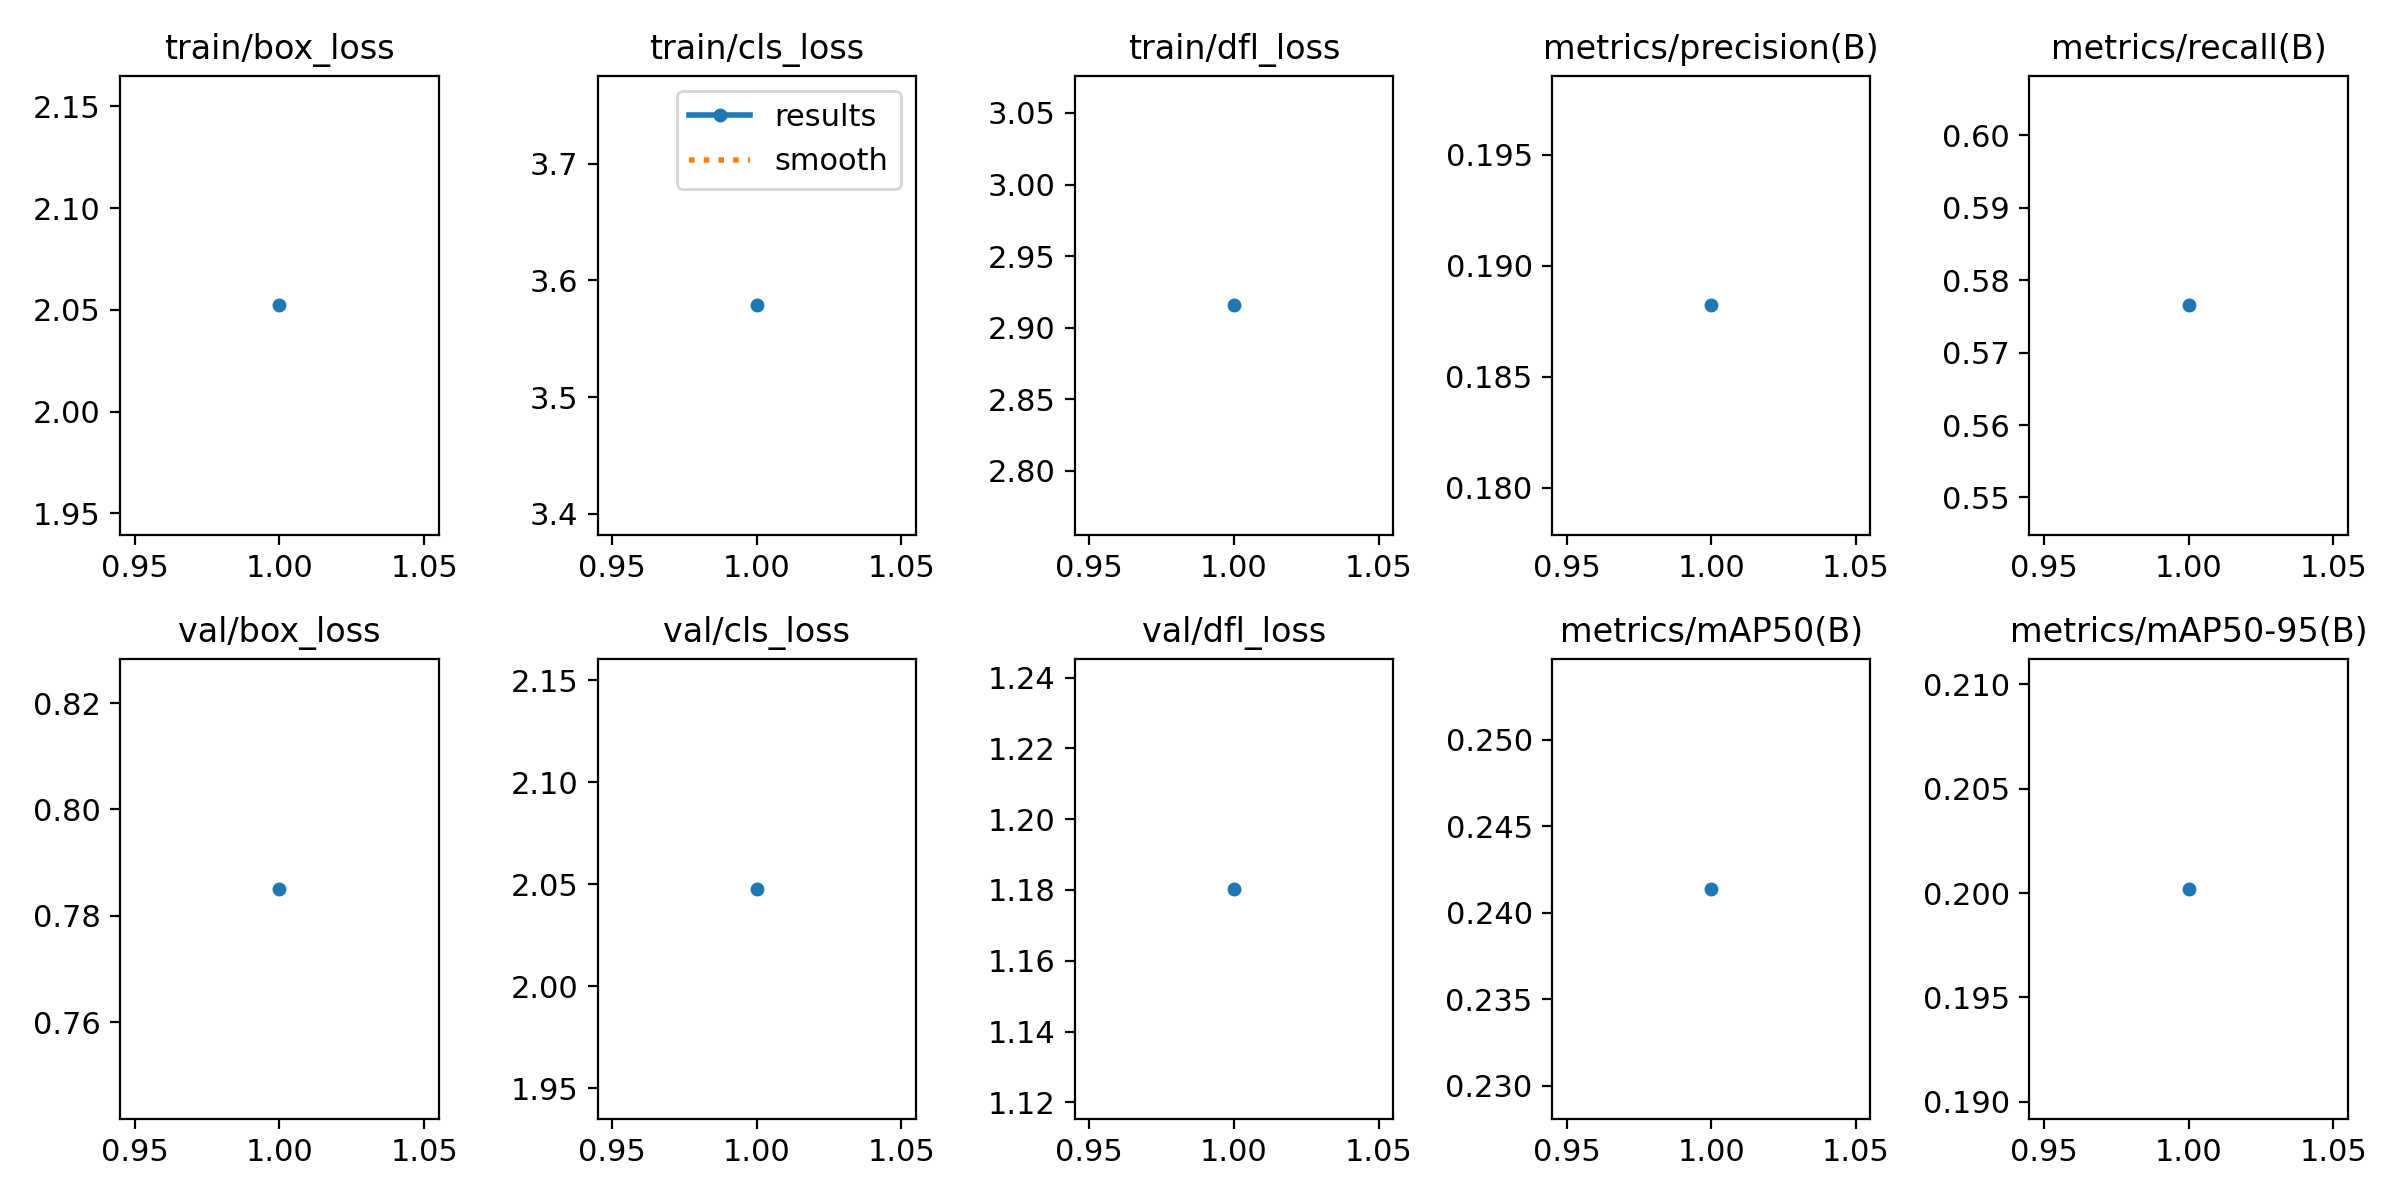 train/box_loss
2.15
2.10
2.05
2.00
1.95
0.95 1.00 1.05
train/cls_loss
results
smooth
3.7
3.6
3.5
3.4
0.95 1.00 1.05
train/dfl_loss
3.05
3.00
2.95
2.90
2.85
2.80
0.95 1.00 1.05
metrics/precision(B)
0.195
0.190
0.185
0.180
0.95 1.00 1.05
metrics/recall(B)
0.60
0.59
0.58
0.57
0.56
0.55
0.95 1.00 1.05
val/box_loss
0.82
0.80
0.78
0.76
0.95 1.00 1.05
val/cls_loss
2.15
2.10
2.05
2.00
1.95
0.95 1.00 1.05
val/dfl_loss
1.24
1.22
1.20
1.18
1.16
1.14
1.12
0.95 1.00 1.05
metrics/mAP50(B)
0.250
0.245
0.240
0.235
0.230
0.95 1.00 1.05
metrics/mAP50-95(B)
0.210
0.205
0.200
0.195
0.190
0.95 1.00 1.05